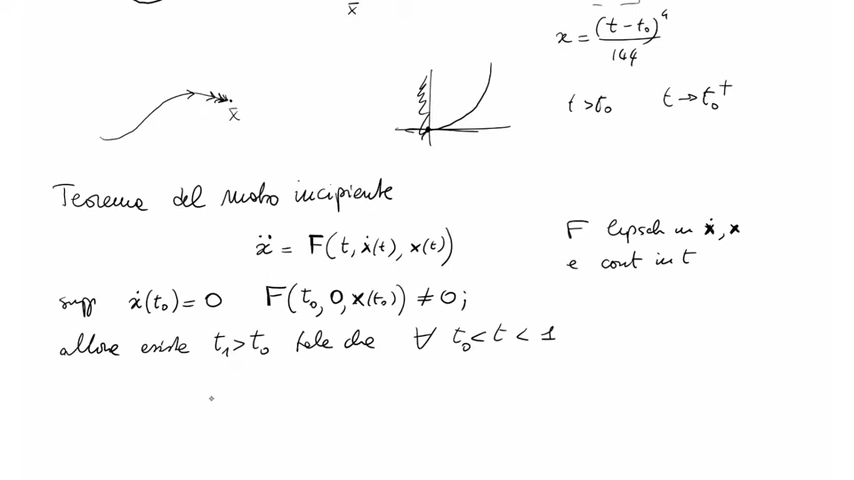 x̄
x = (t - t₀)⁴ / 144
x̄
t > t₀ t → t₀⁺
Teorema del moto incipiente
ẍ = F(t, ẋ(t), x(t))
F lipsch in ẋ, x
e cont in t
supp ẋ(t₀) = 0 F(t₀, 0, x(t₀)) ≠ 0;
allora esiste t₁ > t₀ tale che ∀ t₀ < t < 1